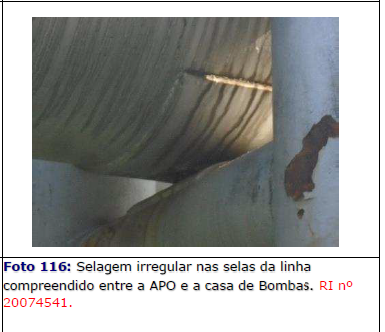 Foto 116: Selagem irregular nas selas da linha
compreendido entre a APO e a casa de Bombas. RI nº
20074541.